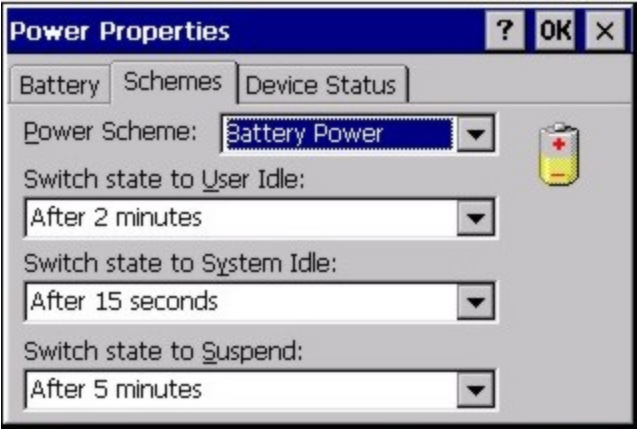 Power Properties ? OK ×
Battery Schemes Device Status
Power Scheme: Battery Power
Switch state to User Idle:
After 2 minutes
Switch state to System Idle:
After 15 seconds
Switch state to Suspend:
After 5 minutes